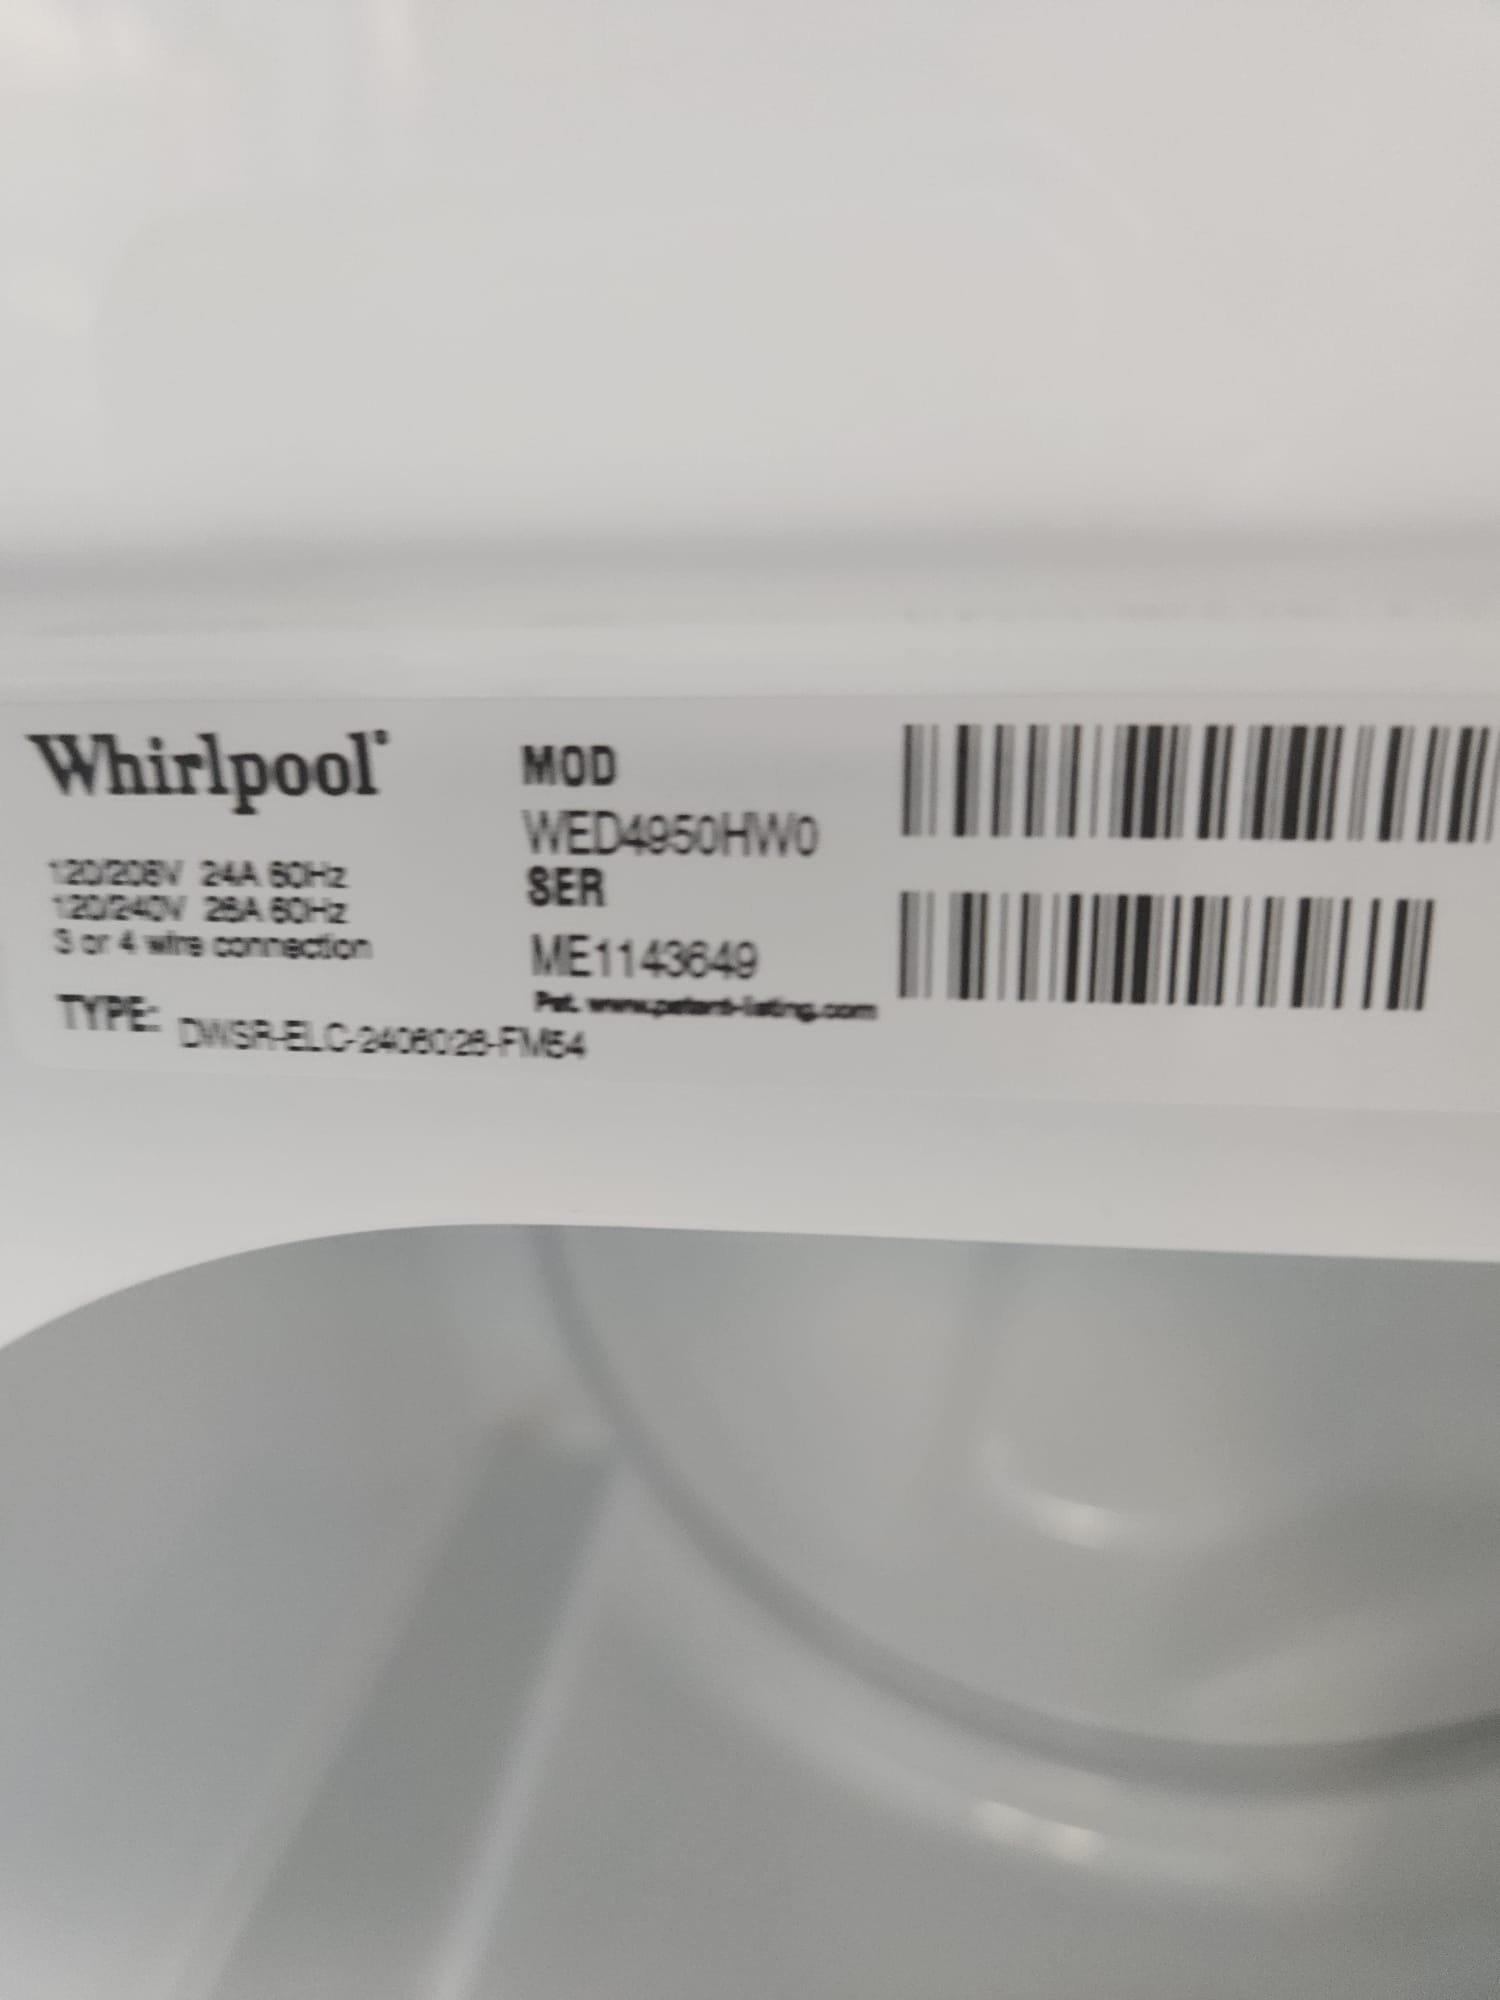 Whirlpool®
120/208V 24A 60Hz
120/240V 26A 60Hz
3 or 4 wire connection
TYPE: DWSR-ELC-2406026-FM54
MOD
WED4950HW0
SER
ME1143649
Pat. www.patent-listing.com